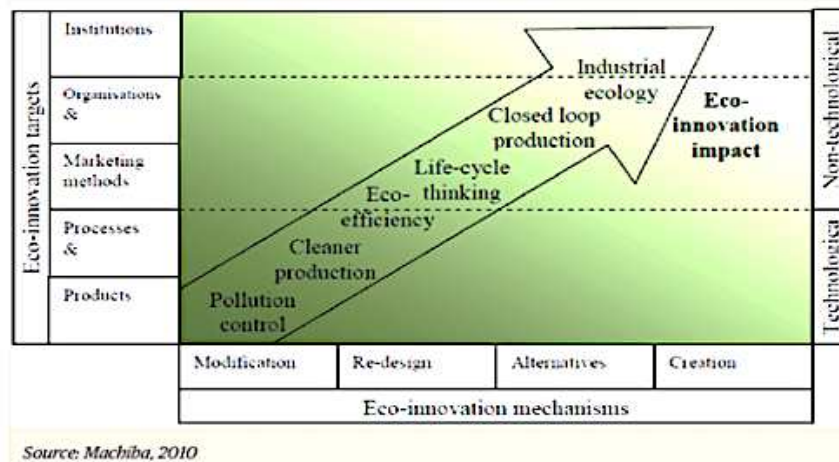 Eco-innovation targets
Institutions
Organisations
&
Marketing
methods
Processes
&
Products
Industrial
ecology
Closed loop
production
Life-cycle
thinking
Eco-
efficiency
Cleaner
production
Pollution
control
Eco-
innovation
impact
Non-technological
Technological
Modification
Re-design
Alternatives
Creation
Eco-innovation mechanisms
Source: Machiba, 2010